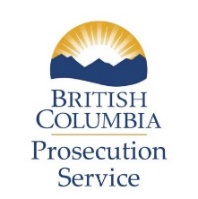 BRITISH
COLUMBIA
Prosecution
Service